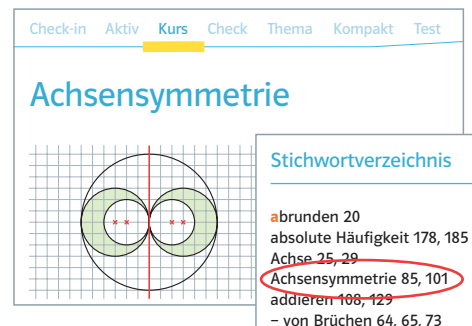 Check-in Aktiv Kurs Check Thema Kompakt Test
Achsensymmetrie
Stichwortverzeichnis
abrunden 20
absolute Häufigkeit 178, 185
Achse 25, 29
Achsensymmetrie 85, 101
addieren 108, 129
– von Brüchen 64, 65, 73